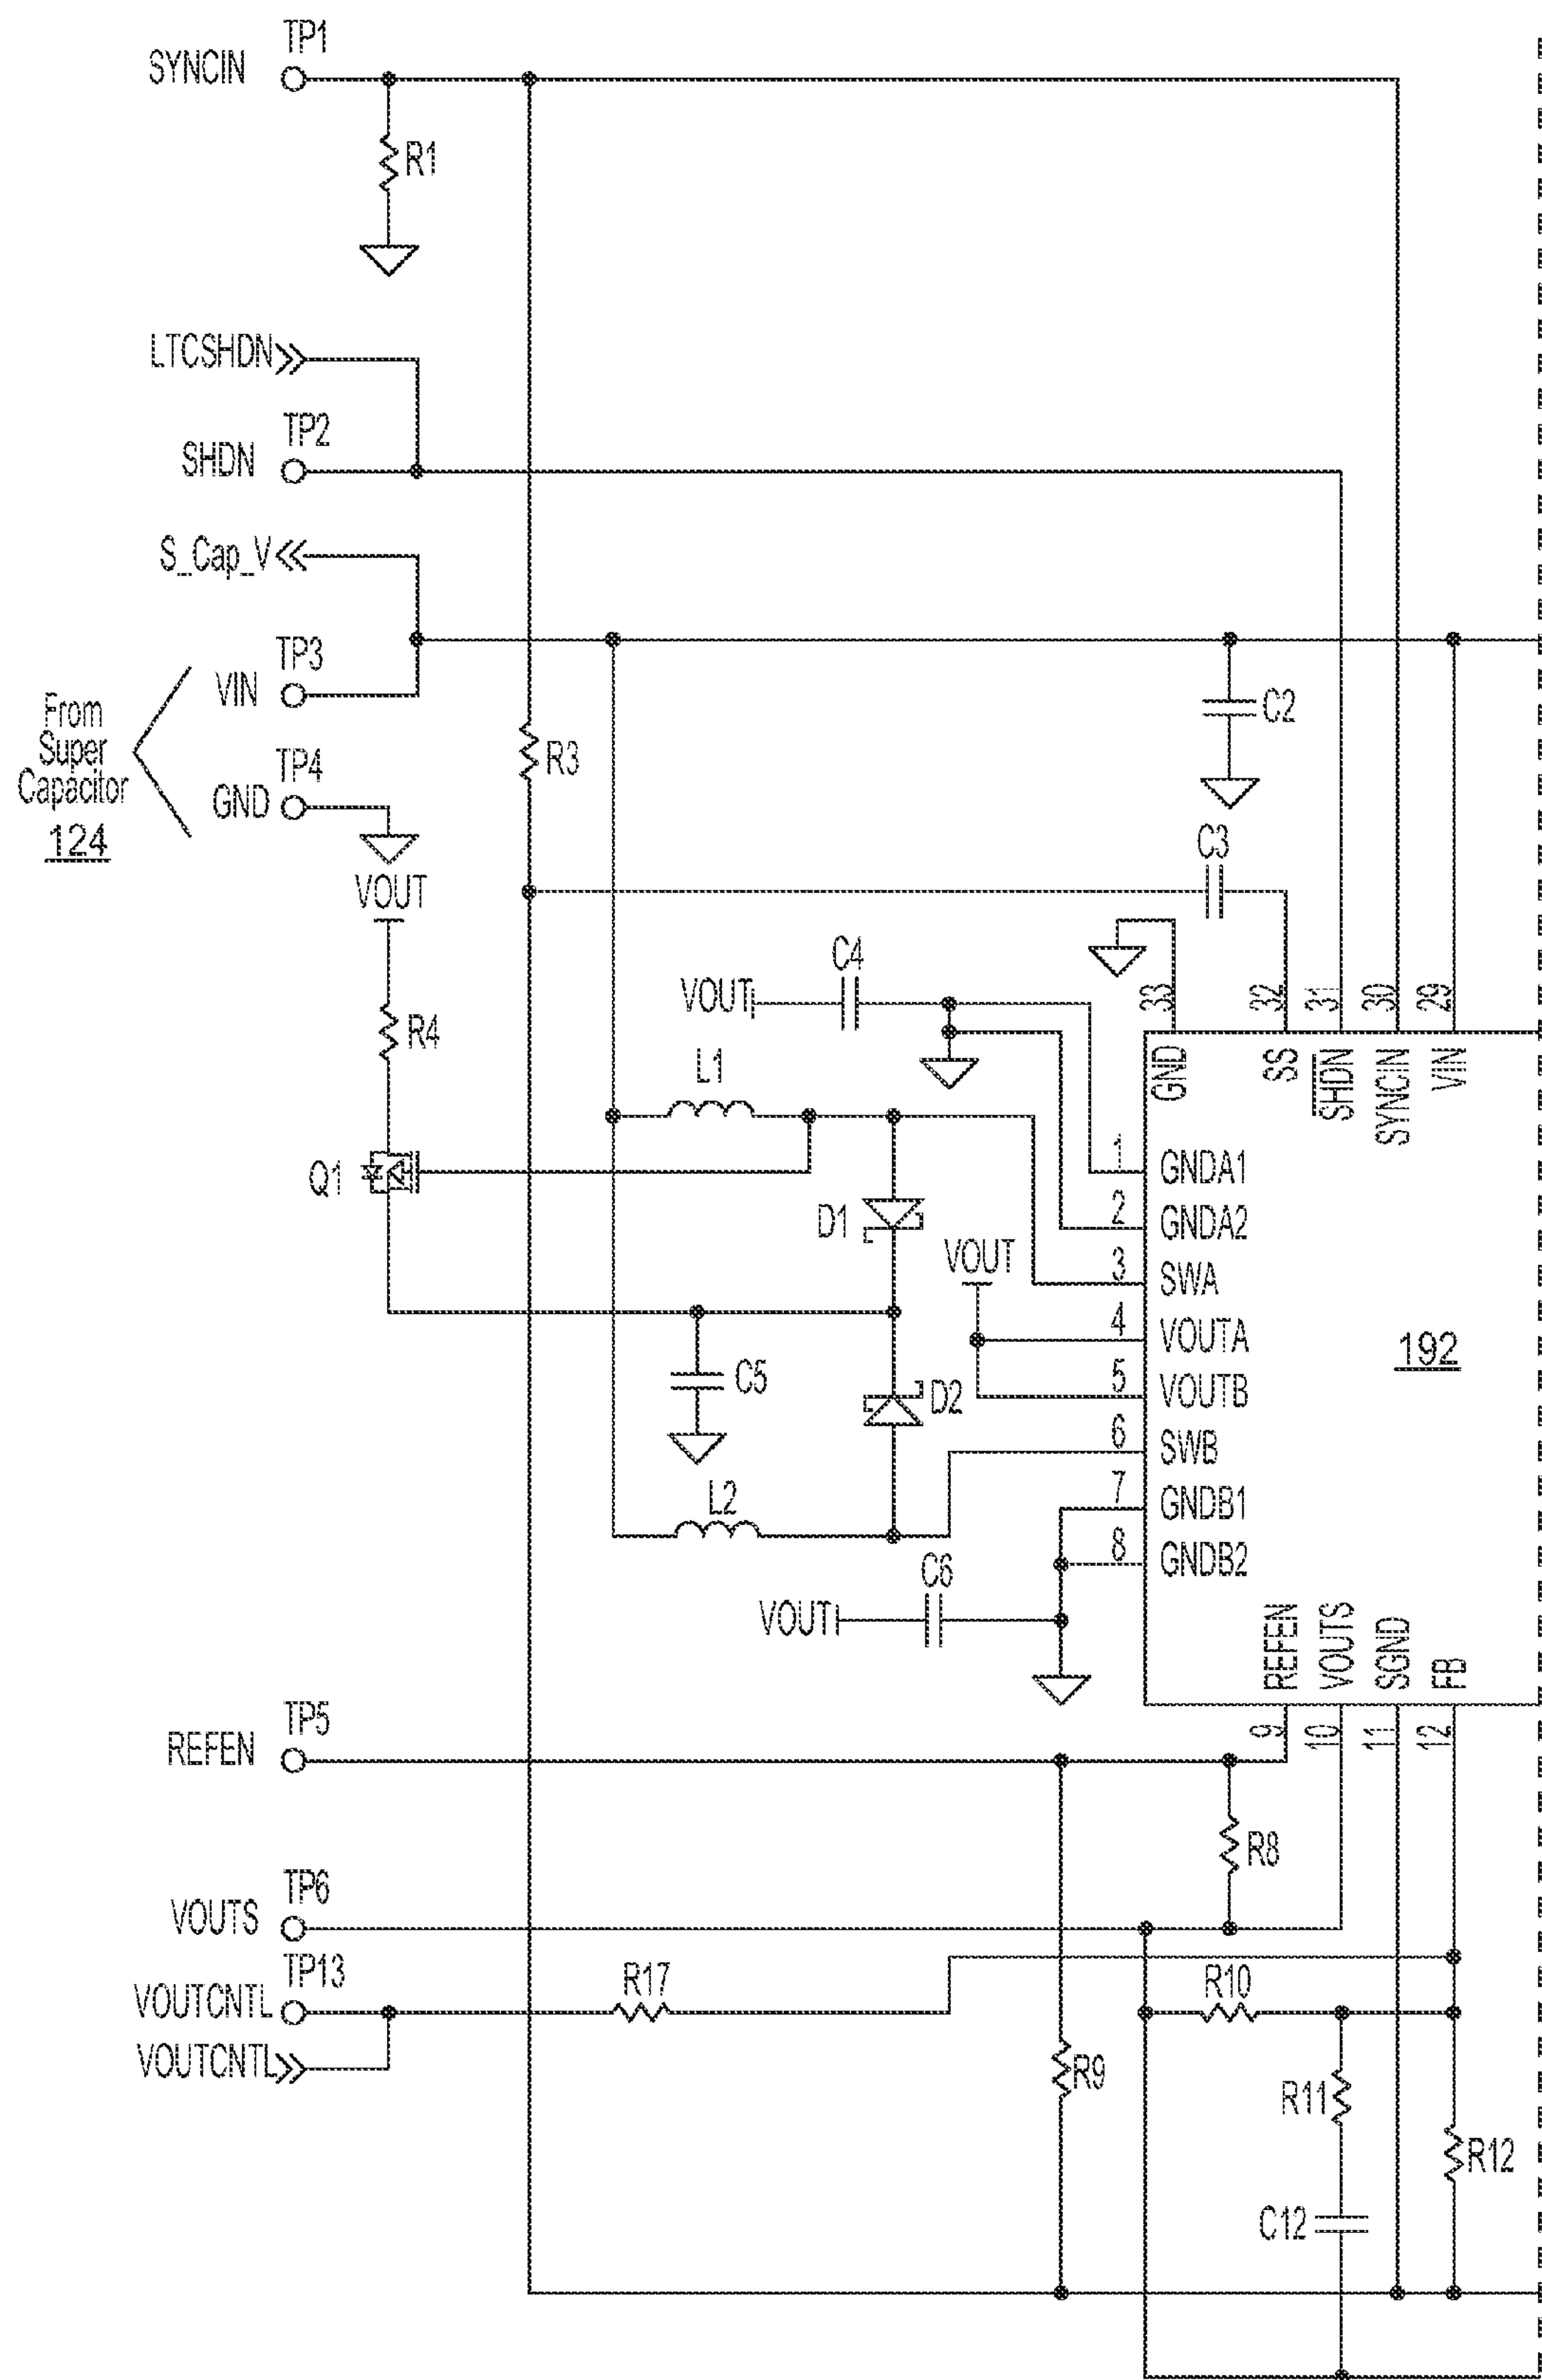 TP1
SYNCIN
R1
LTCSHDN
TP2
SHDN
S_Cap_V
TP3
VIN
From
Super
Capacitor
124
TP4
GND
R3
C2
VOUT
C3
R4
C4
VOUT
33
32
31
30
29
GND
SS
SHDN
SYNCIN
VIN
L1
Q1
1
GNDA1
2
GNDA2
D1
VOUT
3
SWA
4
VOUTA
192
5
VOUTB
C5
D2
6
SWB
7
GNDB1
L2
8
GNDB2
C6
VOUT
REFEN
VOUTS
SGND
FB
9
10
11
12
TP5
REFEN
R8
TP6
VOUTS
TP13
VOUTCNTL
R17
R10
VOUTCNTL
R9
R11
R12
C12